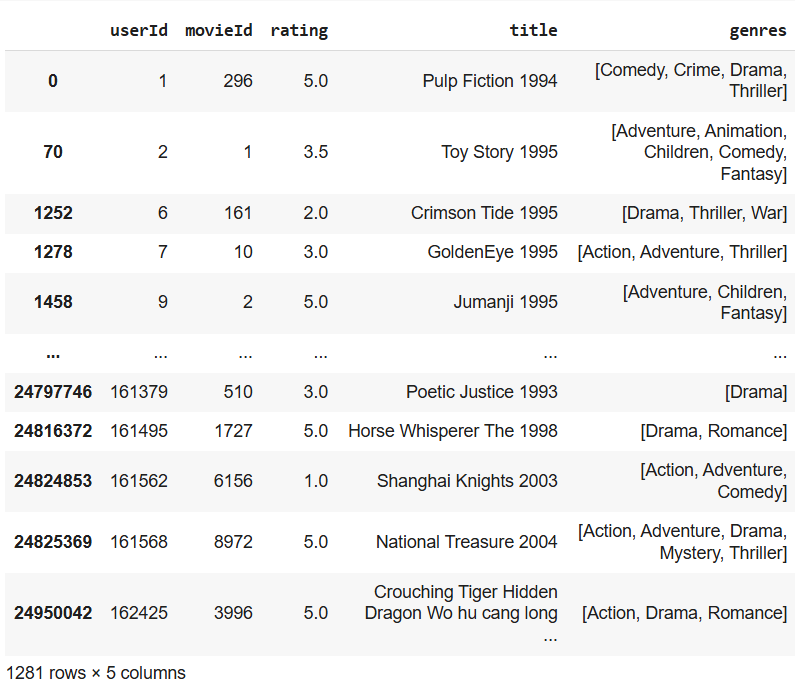 userId movieId rating title genres
0 1 296 5.0 Pulp Fiction 1994 [Comedy, Crime, Drama,
Thriller]
70 2 1 3.5 Toy Story 1995 [Adventure, Animation,
Children, Comedy,
Fantasy]
1252 6 161 2.0 Crimson Tide 1995 [Drama, Thriller, War]
1278 7 10 3.0 GoldenEye 1995 [Action, Adventure, Thriller]
1458 9 2 5.0 Jumanji 1995 [Adventure, Children,
Fantasy]
... ... ... ... ... ...
24797746 161379 510 3.0 Poetic Justice 1993 [Drama]
24816372 161495 1727 5.0 Horse Whisperer The 1998 [Drama, Romance]
24824853 161562 6156 1.0 Shanghai Knights 2003 [Action, Adventure,
Comedy]
24825369 161568 8972 5.0 National Treasure 2004 [Action, Adventure, Drama,
Mystery, Thriller]
24950042 162425 3996 5.0 Crouching Tiger Hidden
Dragon Wo hu cang long
... [Action, Drama, Romance]
1281 rows × 5 columns